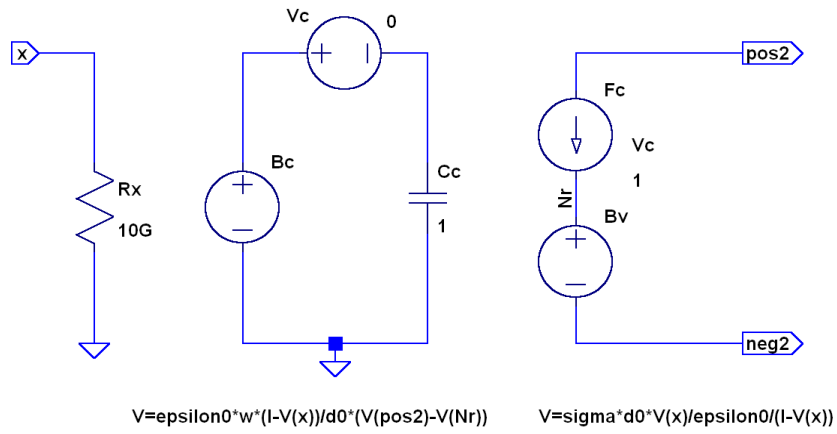 Vc
0
x
pos2
Fc
Bc
Cc
Vc
Rx
1
Nr
10G
1
Bv
neg2
V=epsilon0*w*(l-V(x))/d0*(V(pos2)-V(Nr))
V=sigma*d0*V(x)/epsilon0/(l-V(x))